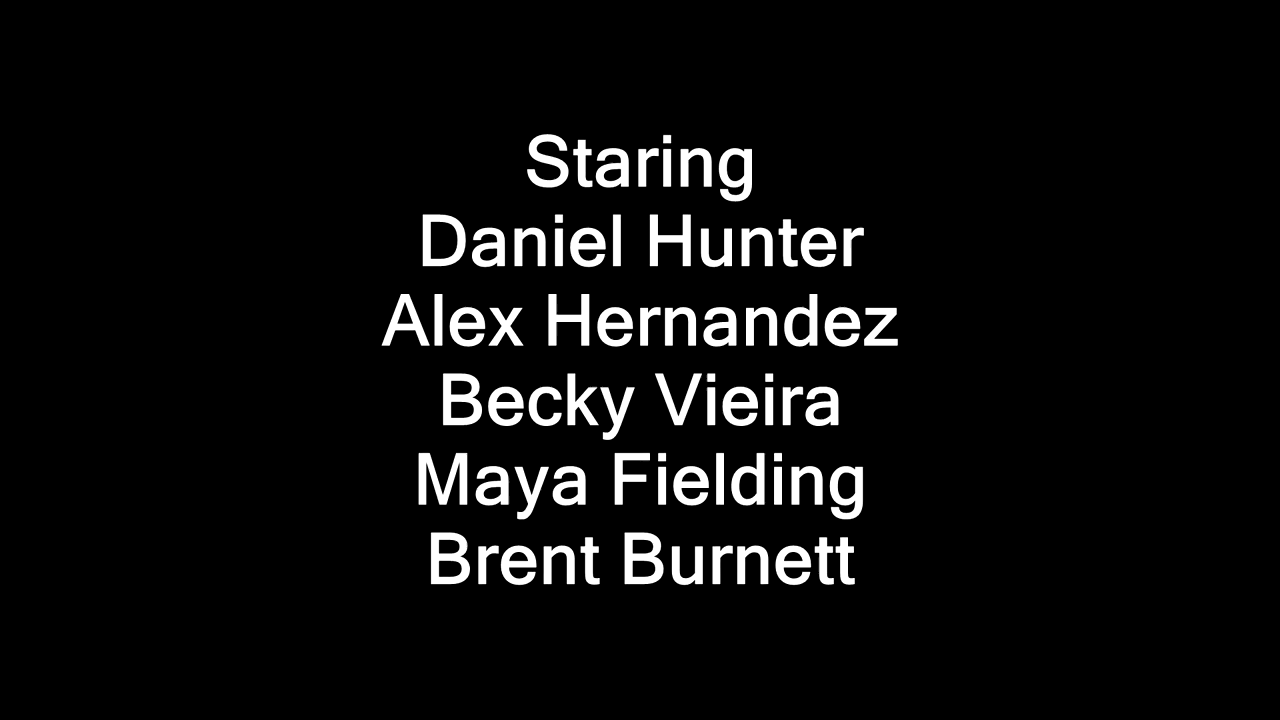 Staring
Daniel Hunter
Alex Hernandez
Becky Vieira
Maya Fielding
Brent Burnett